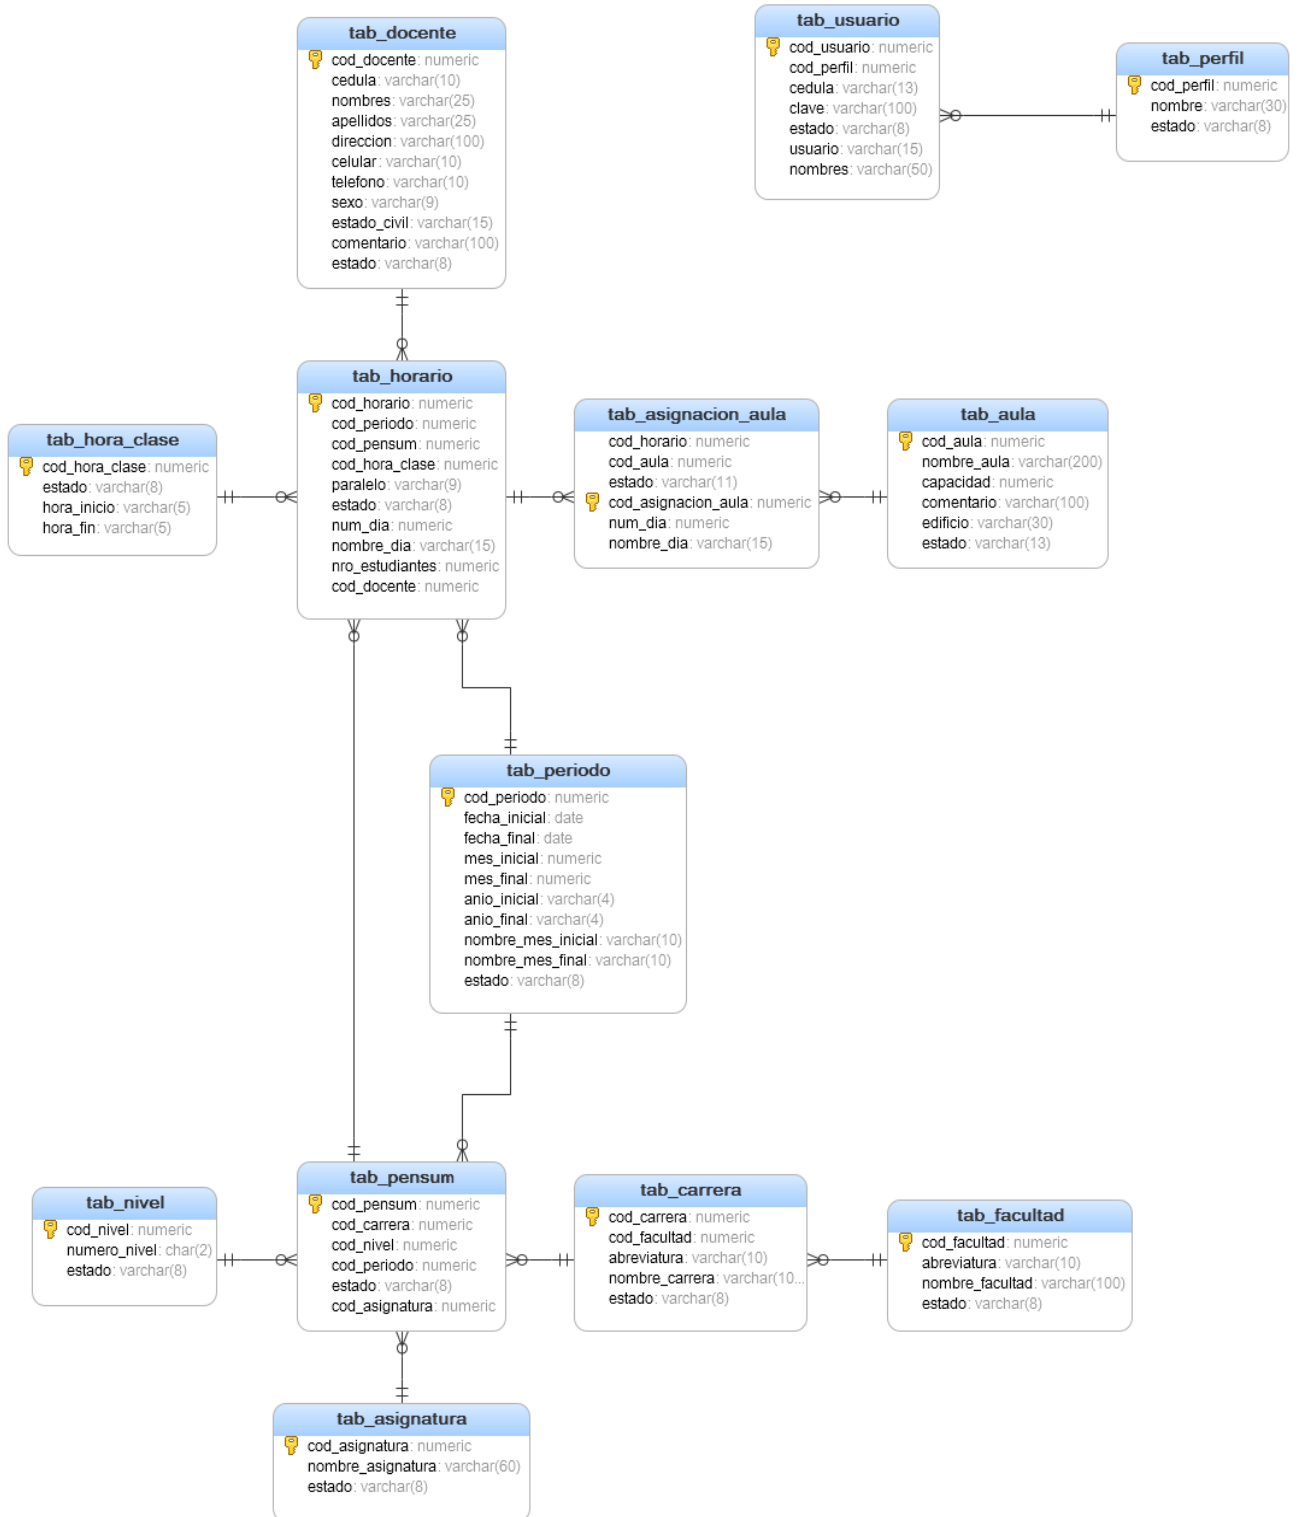 tab_docente
cod_docente: numeric
cedula: varchar(10)
nombres: varchar(25)
apellidos: varchar(25)
direccion: varchar(100)
celular: varchar(10)
telefono: varchar(10)
sexo: varchar(9)
estado_civil: varchar(15)
comentario: varchar(100)
estado: varchar(8)
tab_usuario
cod_usuario: numeric
cod_perfil: numeric
cedula: varchar(13)
clave: varchar(100)
estado: varchar(8)
usuario: varchar(15)
nombres: varchar(50)
tab_perfil
cod_perfil: numeric
nombre: varchar(30)
estado: varchar(8)
tab_hora_clase
cod_hora_clase: numeric
estado: varchar(8)
hora_inicio: varchar(5)
hora_fin: varchar(5)
tab_horario
cod_horario: numeric
cod_periodo: numeric
cod_pensum: numeric
cod_hora_clase: numeric
paralelo: varchar(9)
estado: varchar(8)
num_dia: numeric
nombre_dia: varchar(15)
nro_estudiantes: numeric
cod_docente: numeric
tab_asignacion_aula
cod_horario: numeric
cod_aula: numeric
estado: varchar(11)
cod_asignacion_aula: numeric
num_dia: numeric
nombre_dia: varchar(15)
tab_aula
cod_aula: numeric
nombre_aula: varchar(200)
capacidad: numeric
comentario: varchar(100)
edificio: varchar(30)
estado: varchar(13)
tab_periodo
cod_periodo: numeric
fecha_inicial: date
fecha_final: date
mes_inicial: numeric
mes_final: numeric
anio_inicial: varchar(4)
anio_final: varchar(4)
nombre_mes_inicial: varchar(10)
nombre_mes_final: varchar(10)
estado: varchar(8)
tab_nivel
cod_nivel: numeric
numero_nivel: char(2)
estado: varchar(8)
tab_pensum
cod_pensum: numeric
cod_carrera: numeric
cod_nivel: numeric
cod_periodo: numeric
estado: varchar(8)
cod_asignatura: numeric
tab_carrera
cod_carrera: numeric
cod_facultad: numeric
abreviatura: varchar(10)
nombre_carrera: varchar(10...
estado: varchar(8)
tab_facultad
cod_facultad: numeric
abreviatura: varchar(10)
nombre_facultad: varchar(100)
estado: varchar(8)
tab_asignatura
cod_asignatura: numeric
nombre_asignatura: varchar(60)
estado: varchar(8)